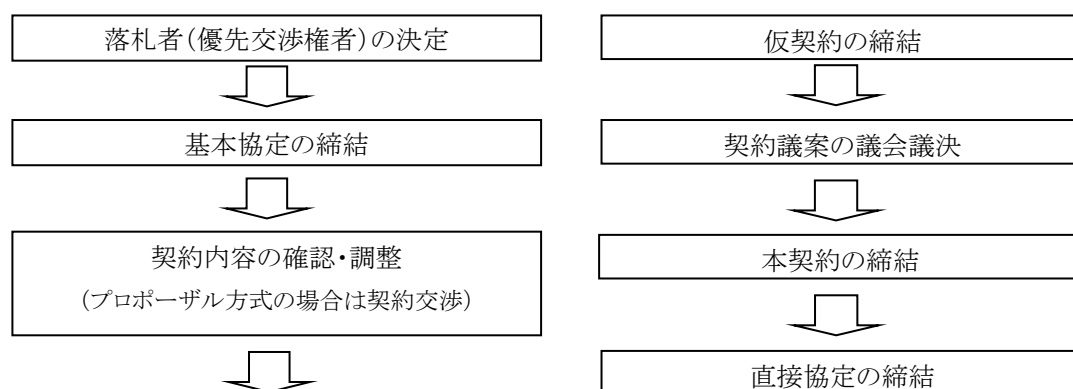 落札者(優先交渉権者)の決定
基本協定の締結
契約内容の確認・調整
(プロポーザル方式の場合は契約交渉)
仮契約の締結
契約議案の議会議決
本契約の締結
直接協定の締結